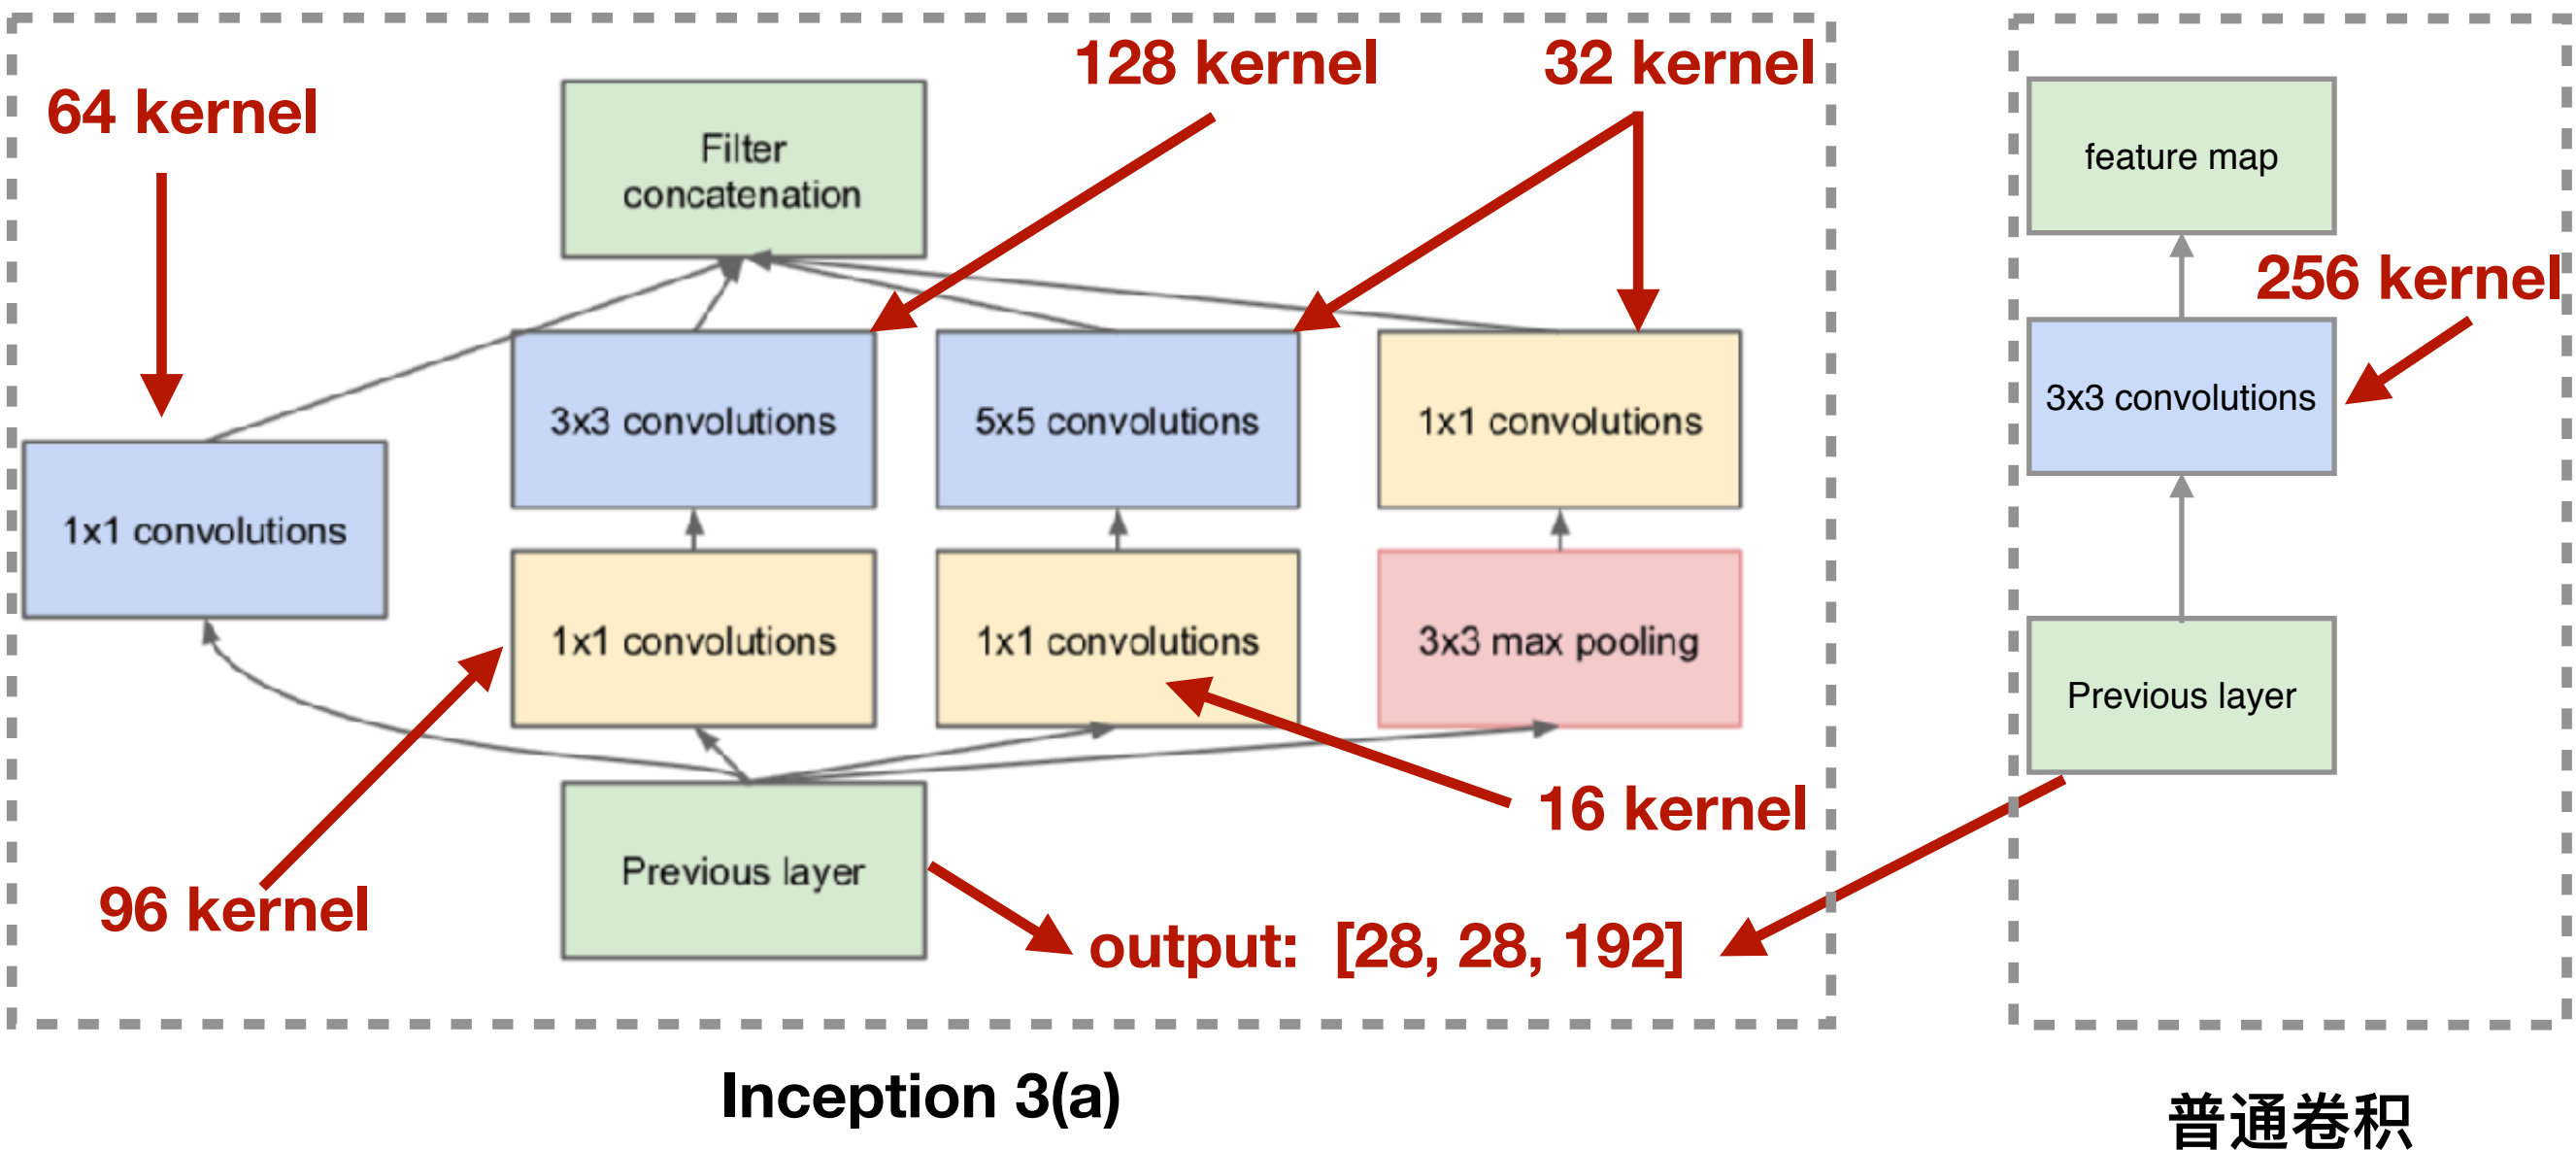 128 kernel
32 kernel
64 kernel
Filter
concatenation
3x3 convolutions
5x5 convolutions
1x1 convolutions
1x1 convolutions
1x1 convolutions
1x1 convolutions
3x3 max pooling
16 kernel
Previous layer
96 kernel
output: [28, 28, 192]
Inception 3(a)
feature map
256 kernel
3x3 convolutions
Previous layer
普通卷积